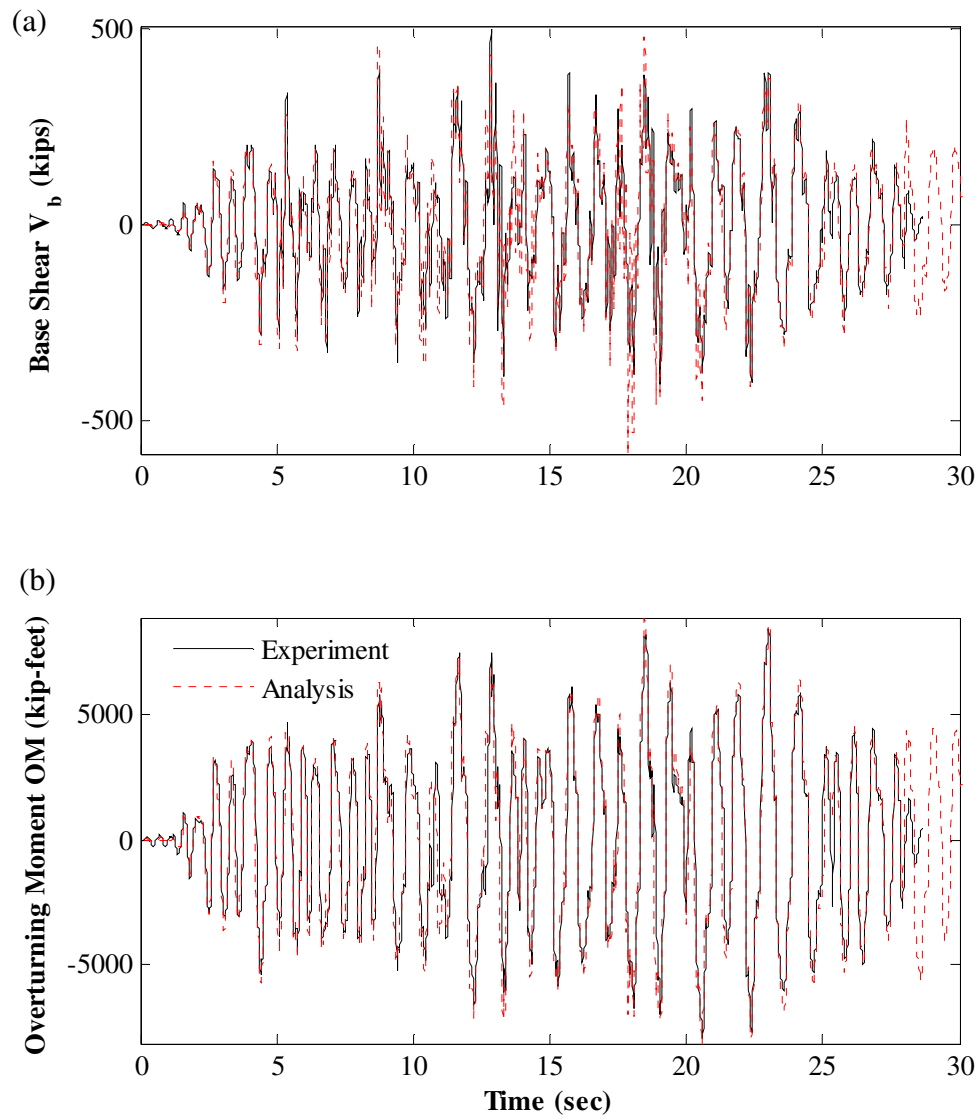 (a)
500
0
-500
Base Shear V_b (kips)
0 5 10 15 20 25 30
(b)
Experiment
Analysis
5000
0
-5000
Overturning Moment OM (kip-feet)
0 5 10 15 20 25 30
Time (sec)